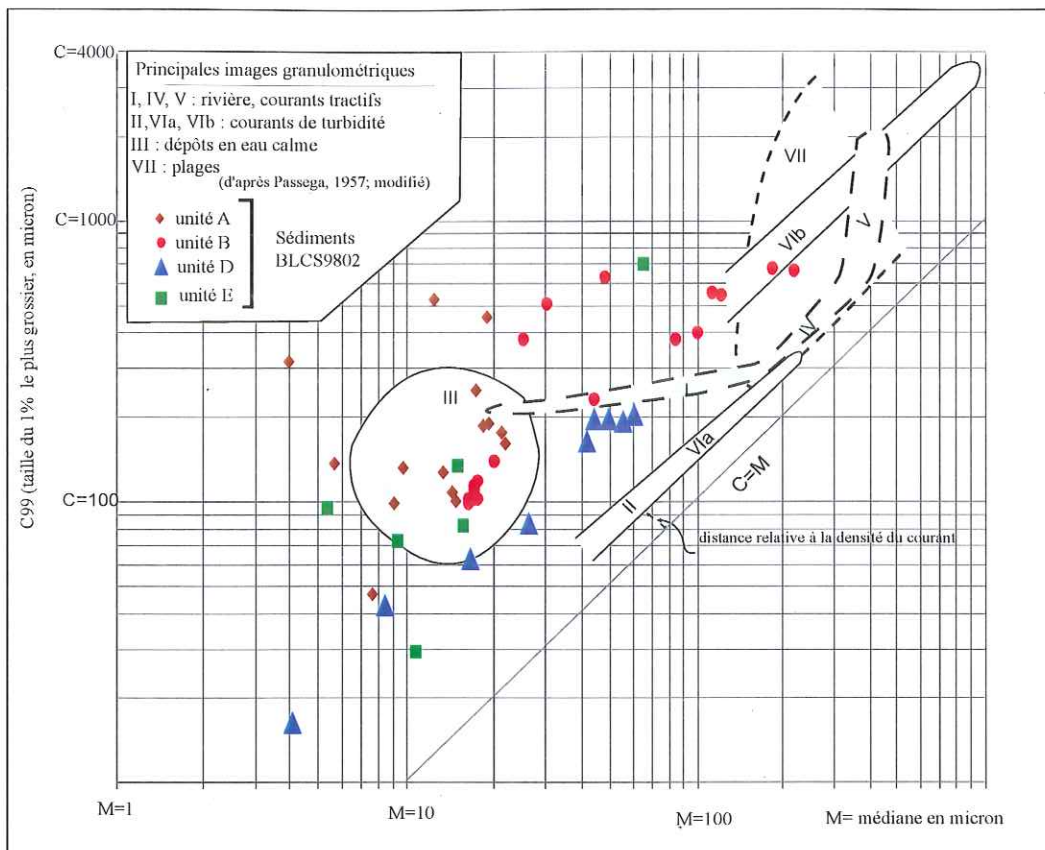 C=4000
Principales images granulométriques
I, IV, V : rivière, courants tractifs
II,VIa, VIb : courants de turbidité
III : dépôts en eau calme
VII : plages
(d'après Passega, 1957; modifié)
unité A
unité B
unité D
unité E
Sédiments
BLCS9802
C99 (taille du 1% le plus grossier, en micron)
C=1000
C=100
VII
VIb
V
IV
III
I
VIa
II
C=M
distance relative à la densité du courant
M=1
M=10
M=100
M= médiane en micron